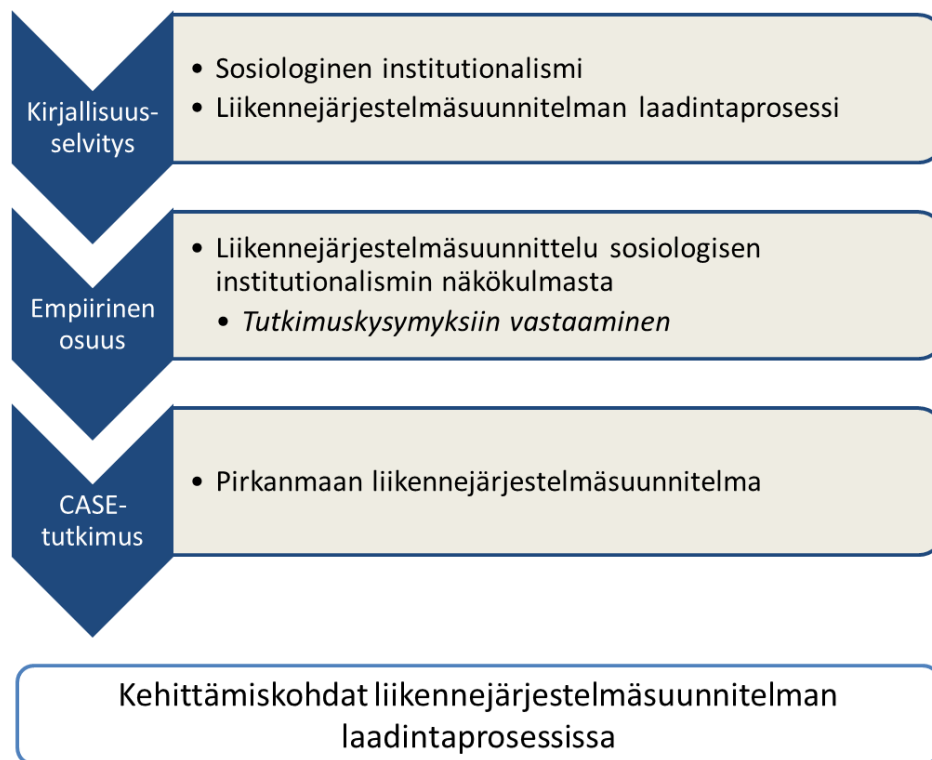 Kirjallisuus-
selvitys
• Sosiologinen institutionalismi
• Liikennejärjestelmäsuunnitelman laadintaprosessi
Empiirinen
osuus
• Liikennejärjestelmäsuunnittelu sosiologisen
institutionalismin näkökulmasta
• Tutkimuskysymyksiin vastaaminen
CASE-
tutkimus
• Pirkanmaan liikennejärjestelmäsuunnitelma
Kehittämiskohdat liikennejärjestelmäsuunnitelman
laadintaprosessissa